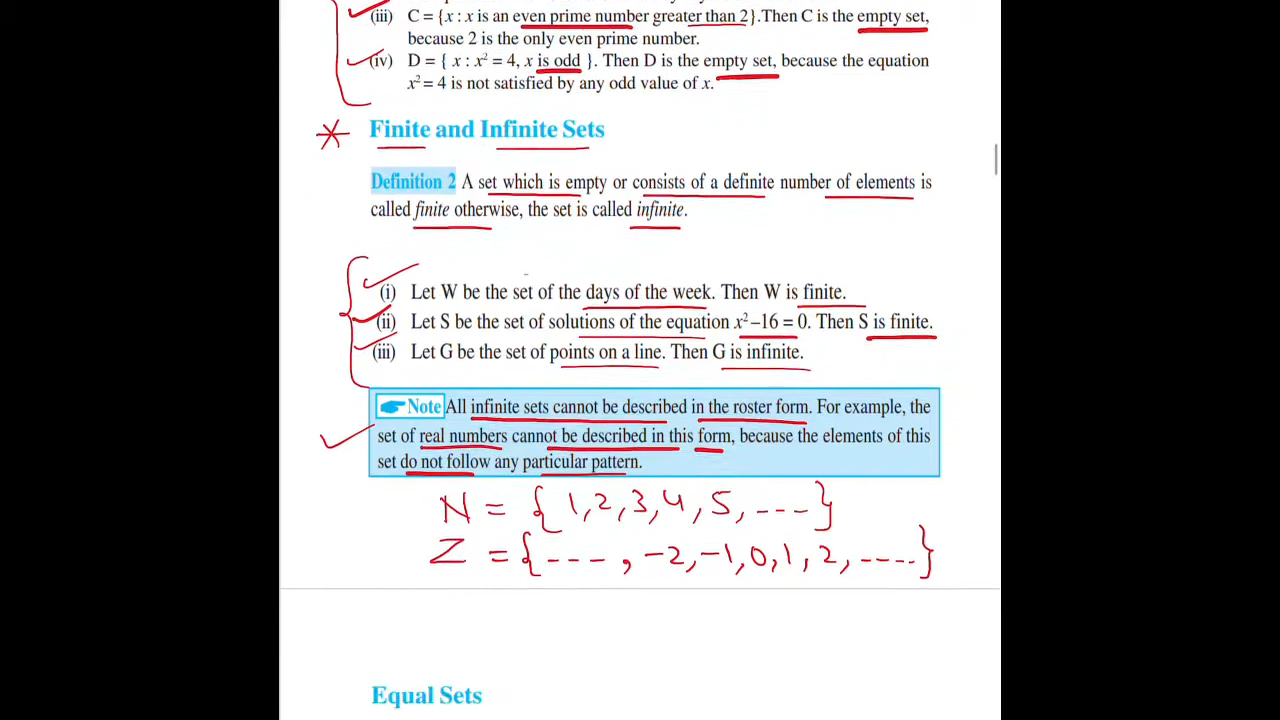 (iii) C = {x : x is an even prime number greater than 2}.Then C is the empty set,
because 2 is the only even prime number.
(iv) D = { x : x² = 4, x is odd }. Then D is the empty set, because the equation
x² = 4 is not satisfied by any odd value of x.
* Finite and Infinite Sets
Definition 2 A set which is empty or consists of a definite number of elements is
called finite otherwise, the set is called infinite.
(i) Let W be the set of the days of the week. Then W is finite.
(ii) Let S be the set of solutions of the equation x² –16 = 0. Then S is finite.
(iii) Let G be the set of points on a line. Then G is infinite.
Note All infinite sets cannot be described in the roster form. For example, the
set of real numbers cannot be described in this form, because the elements of this
set do not follow any particular pattern.
N = {1,2,3,4,5,----}
Z = {----, -2,-1,0,1,2,-----}
Equal Sets